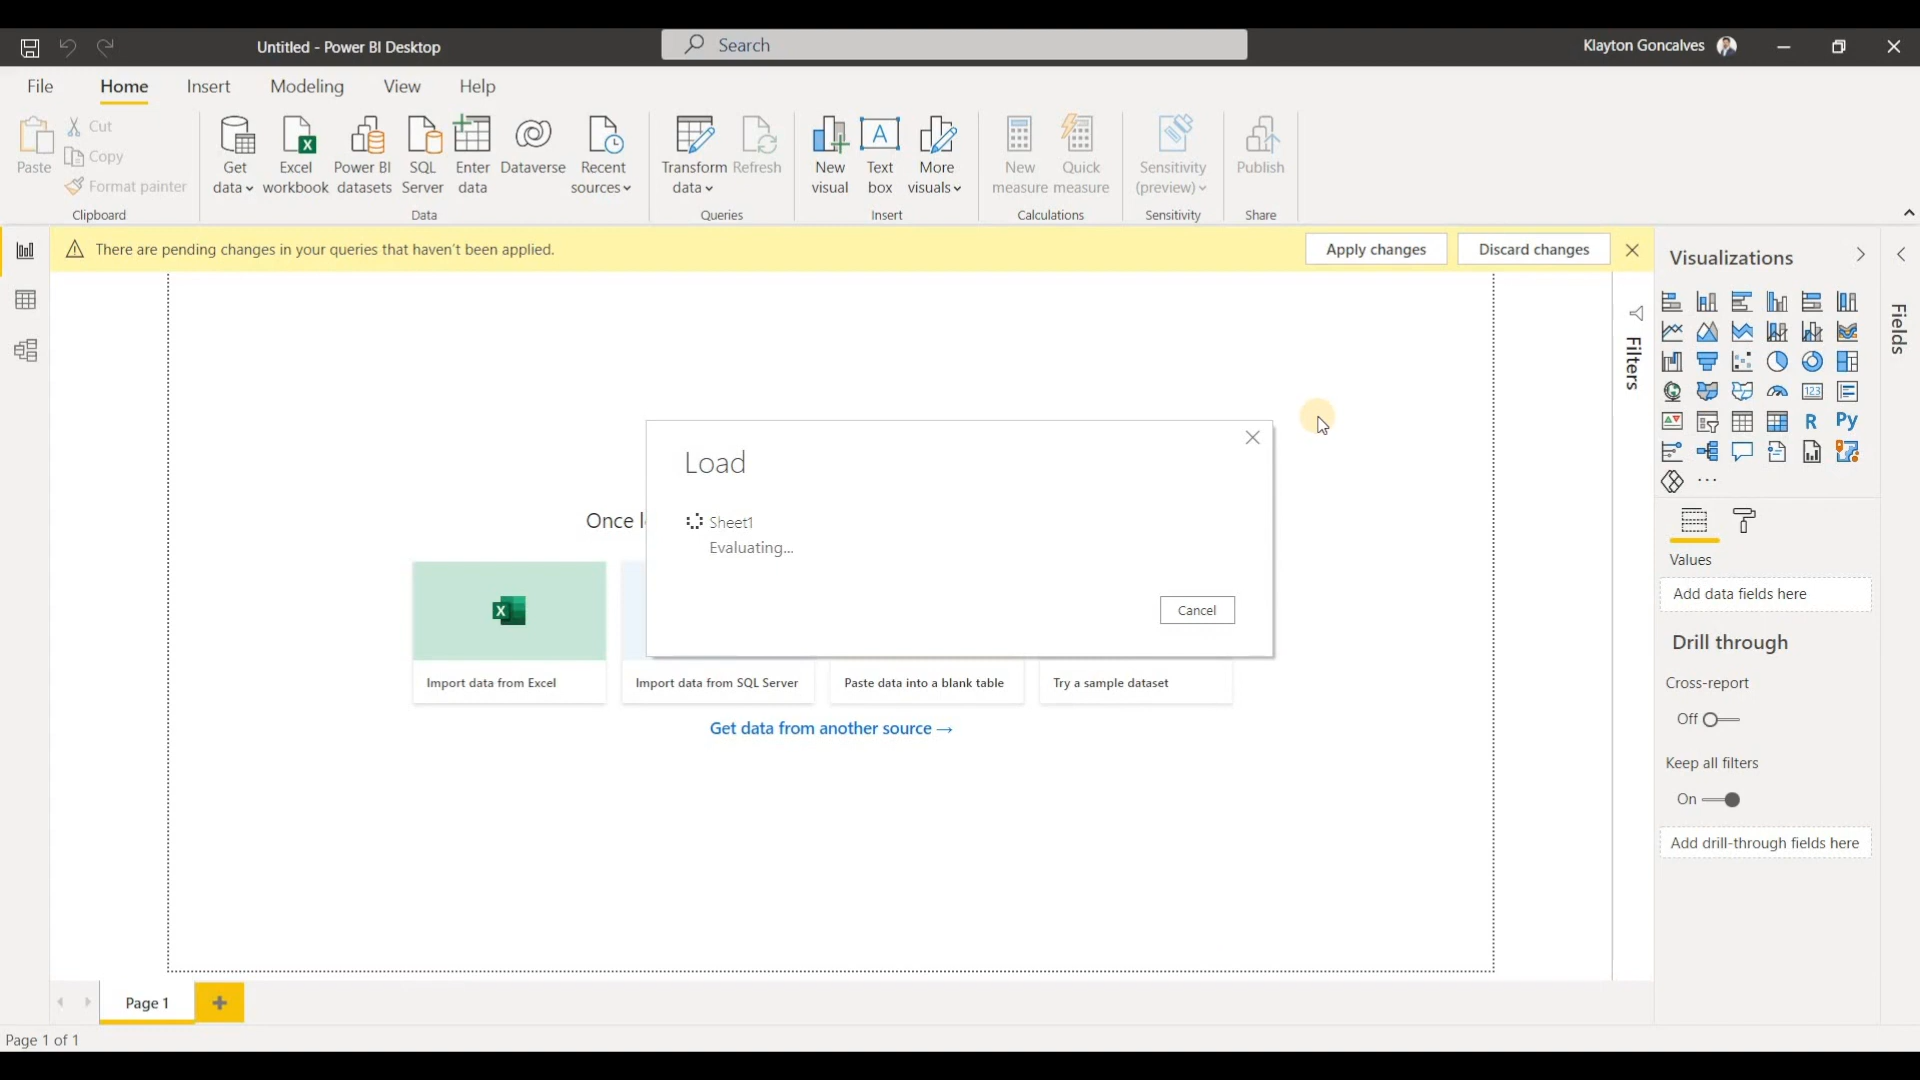 Untitled - Power BI Desktop
Search
Klayton Goncalves
File Home Insert Modeling View Help
Paste
Cut
Copy
Format painter
Clipboard
Get data
Excel workbook
Power BI datasets
SQL Server
Enter data
Dataverse
Recent sources
Data
Transform data
Refresh
Queries
New visual
Text box
More visuals
Insert
New measure
Quick measure
Calculations
Sensitivity (preview)
Sensitivity
Publish
Share
There are pending changes in your queries that haven't been applied.
Apply changes
Discard changes
Visualizations
Fields
Filters
R
Py
123
Load
Sheet1
Evaluating...
Cancel
Once l
Import data from Excel
Import data from SQL Server
Paste data into a blank table
Try a sample dataset
Get data from another source →
Values
Add data fields here
Drill through
Cross-report
Off
Keep all filters
On
Add drill-through fields here
Page 1
Page 1 of 1